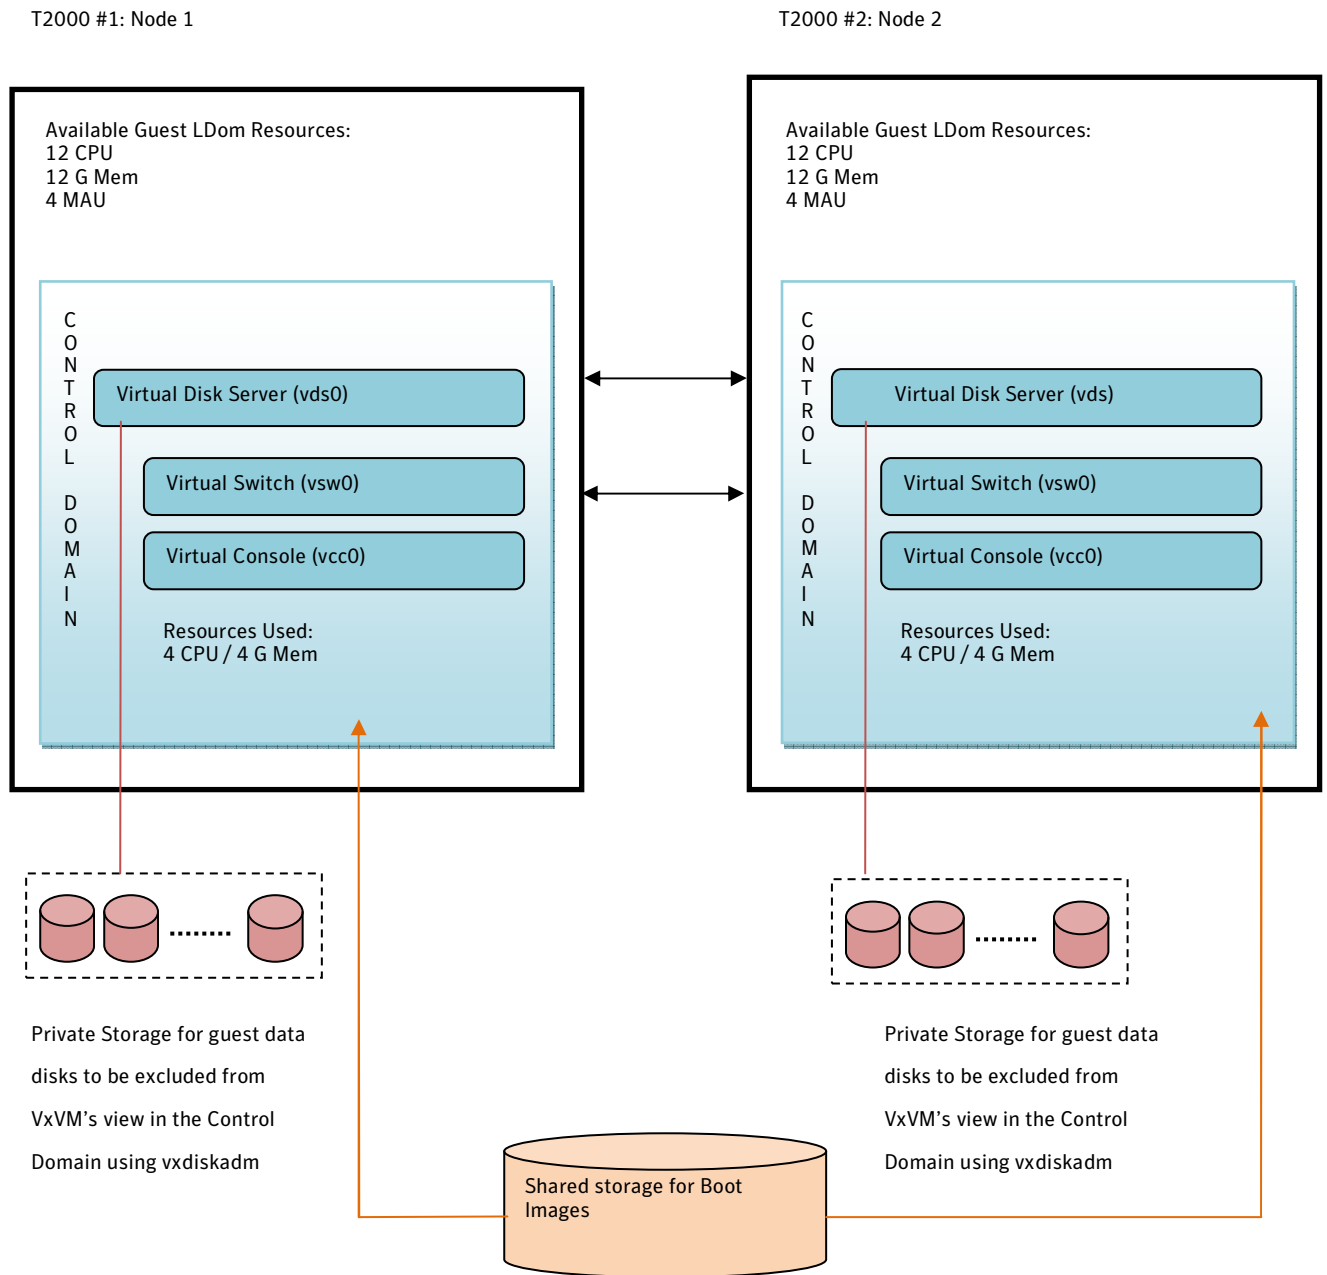 T2000 #1: Node 1
T2000 #2: Node 2
Available Guest LDom Resources:
12 CPU
12 G Mem
4 MAU
CONTROL DOMAIN
Virtual Disk Server (vds0)
Virtual Switch (vsw0)
Virtual Console (vcc0)
Resources Used:
4 CPU / 4 G Mem
Available Guest LDom Resources:
12 CPU
12 G Mem
4 MAU
CONTROL DOMAIN
Virtual Disk Server (vds)
Virtual Switch (vsw0)
Virtual Console (vcc0)
Resources Used:
4 CPU / 4 G Mem
Private Storage for guest data
disks to be excluded from
VxVM’s view in the Control
Domain using vxdiskadm
Private Storage for guest data
disks to be excluded from
VxVM’s view in the Control
Domain using vxdiskadm
Shared storage for Boot
Images